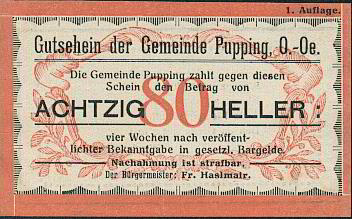 1. Auflage.
Gutschein der Gemeinde Pupping. O.-Oe.
Die Gemeinde Pupping zahlt gegen diesen
Schein den Betrag von
ACHTZIG 80 HELLER :
vier Wochen nach veröffent-
lichter Bekanntgabe in gesetzl. Bargelde.
Nachahmung ist strafbar.
Der Bürgermeister: Fr. Haslmair.